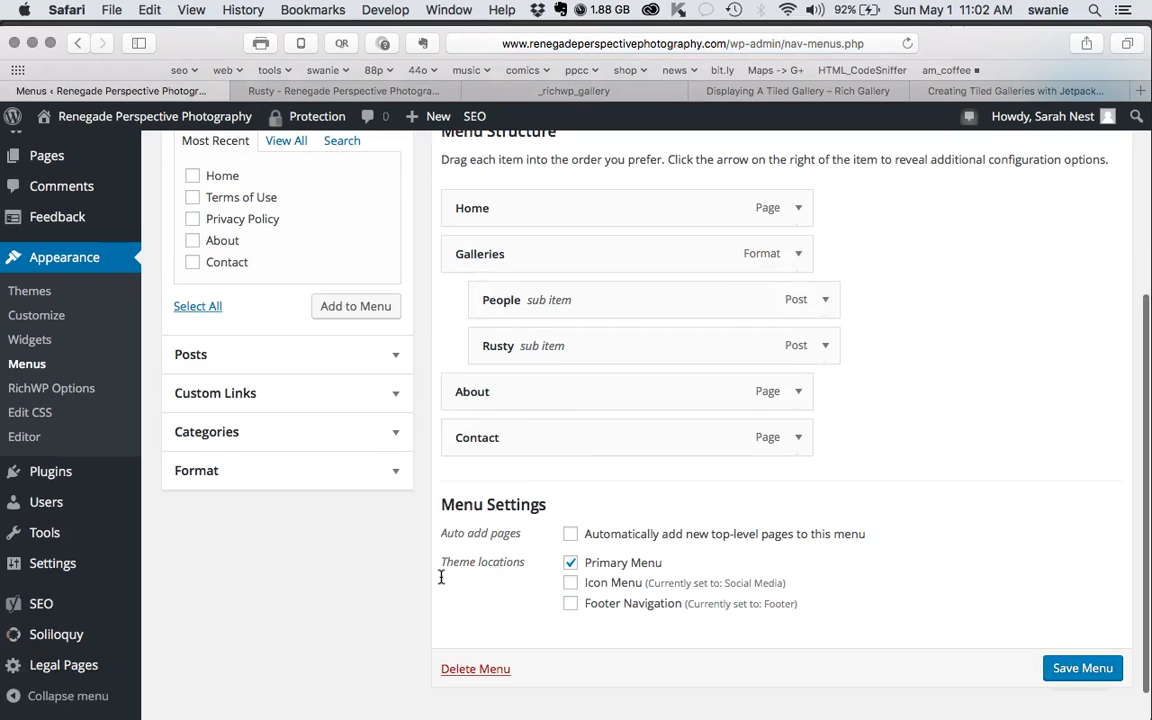 Safari File Edit View History Bookmarks Develop Window Help 1.88 GB 92% Sun May 1 11:02 AM swanie
QR www.renegadeperspectivephotography.com/wp-admin/nav-menus.php
seo web tools swanie 88p 44o music comics ppcc shop news bit.ly Maps -> G+ HTML_CodeSniffer am_coffee
Menus ‹ Renegade Perspective Photogr... Rusty - Renegade Perspective Photogra... _richwp_gallery Displaying A Tiled Gallery – Rich Gallery Creating Tiled Galleries with Jetpack...
Renegade Perspective Photography Protection 0 + New SEO Howdy, Sarah Nest
Pages
Comments
Feedback
Appearance
Themes
Customize
Widgets
Menus
RichWP Options
Edit CSS
Editor
Plugins
Users
Tools
Settings
SEO
Soliloquy
Legal Pages
Collapse menu
Most Recent View All Search
Home
Terms of Use
Privacy Policy
About
Contact
Select All Add to Menu
Posts
Custom Links
Categories
Format
Menu Structure
Drag each item into the order you prefer. Click the arrow on the right of the item to reveal additional configuration options.
Home Page
Galleries Format
People sub item Post
Rusty sub item Post
About Page
Contact Page
Menu Settings
Auto add pages Automatically add new top-level pages to this menu
Theme locations Primary Menu
Icon Menu (Currently set to: Social Media)
Footer Navigation (Currently set to: Footer)
Delete Menu Save Menu